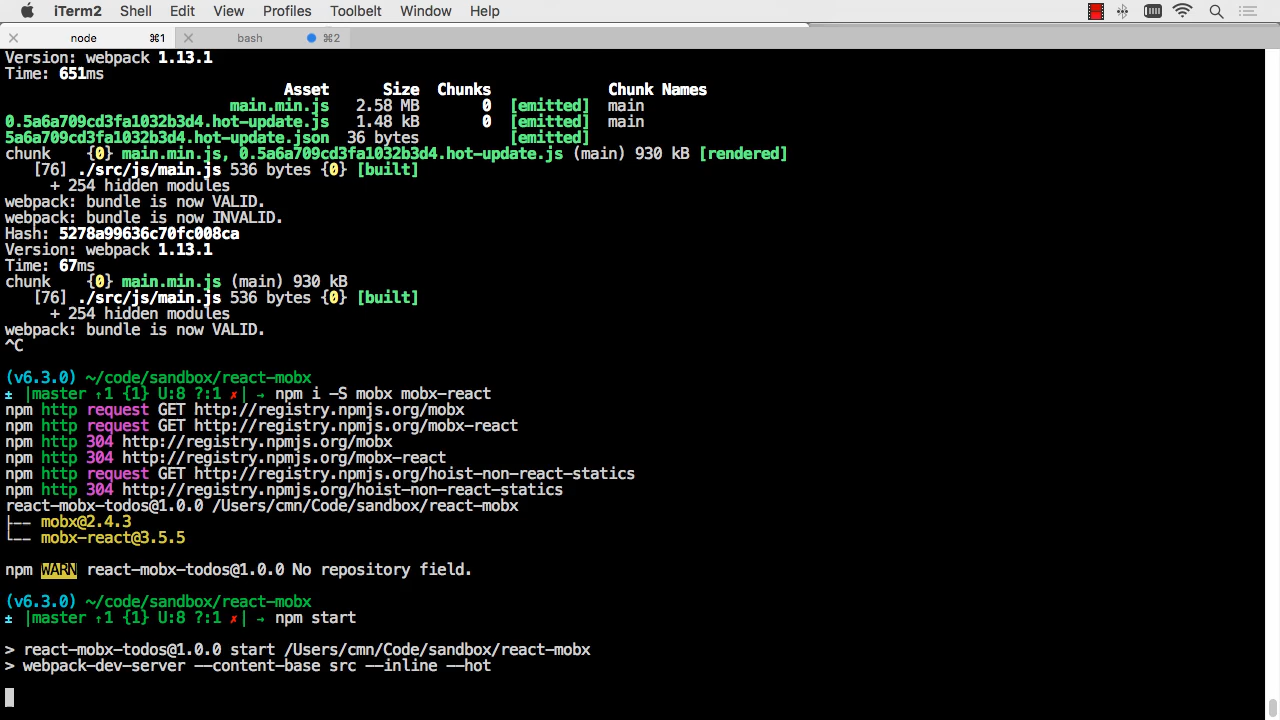 iTerm2 Shell Edit View Profiles Toolbelt Window Help
node ⌘1 bash ⌘2
Version: webpack 1.13.1
Time: 651ms
Asset Size Chunks Chunk Names
main.min.js 2.58 MB 0 [emitted] main
0.5a6a709cd3fa1032b3d4.hot-update.js 1.48 kB 0 [emitted] main
5a6a709cd3fa1032b3d4.hot-update.json 36 bytes [emitted]
chunk {0} main.min.js, 0.5a6a709cd3fa1032b3d4.hot-update.js (main) 930 kB [rendered]
[76] ./src/js/main.js 536 bytes {0} [built]
+ 254 hidden modules
webpack: bundle is now VALID.
webpack: bundle is now INVALID.
Hash: 5278a99636c70fc008ca
Version: webpack 1.13.1
Time: 67ms
chunk {0} main.min.js (main) 930 kB
[76] ./src/js/main.js 536 bytes {0} [built]
+ 254 hidden modules
webpack: bundle is now VALID.
^C
(v6.3.0) ~/code/sandbox/react-mobx
± |master ↑1 {1} U:8 ?:1 ✗| → npm i -S mobx mobx-react
npm http request GET http://registry.npmjs.org/mobx
npm http request GET http://registry.npmjs.org/mobx-react
npm http 304 http://registry.npmjs.org/mobx
npm http 304 http://registry.npmjs.org/mobx-react
npm http request GET http://registry.npmjs.org/hoist-non-react-statics
npm http 304 http://registry.npmjs.org/hoist-non-react-statics
react-mobx-todos@1.0.0 /Users/cmn/Code/sandbox/react-mobx
├── mobx@2.4.3
└── mobx-react@3.5.5
npm WARN react-mobx-todos@1.0.0 No repository field.
(v6.3.0) ~/code/sandbox/react-mobx
± |master ↑1 {1} U:8 ?:1 ✗| → npm start
> react-mobx-todos@1.0.0 start /Users/cmn/Code/sandbox/react-mobx
> webpack-dev-server --content-base src --inline --hot